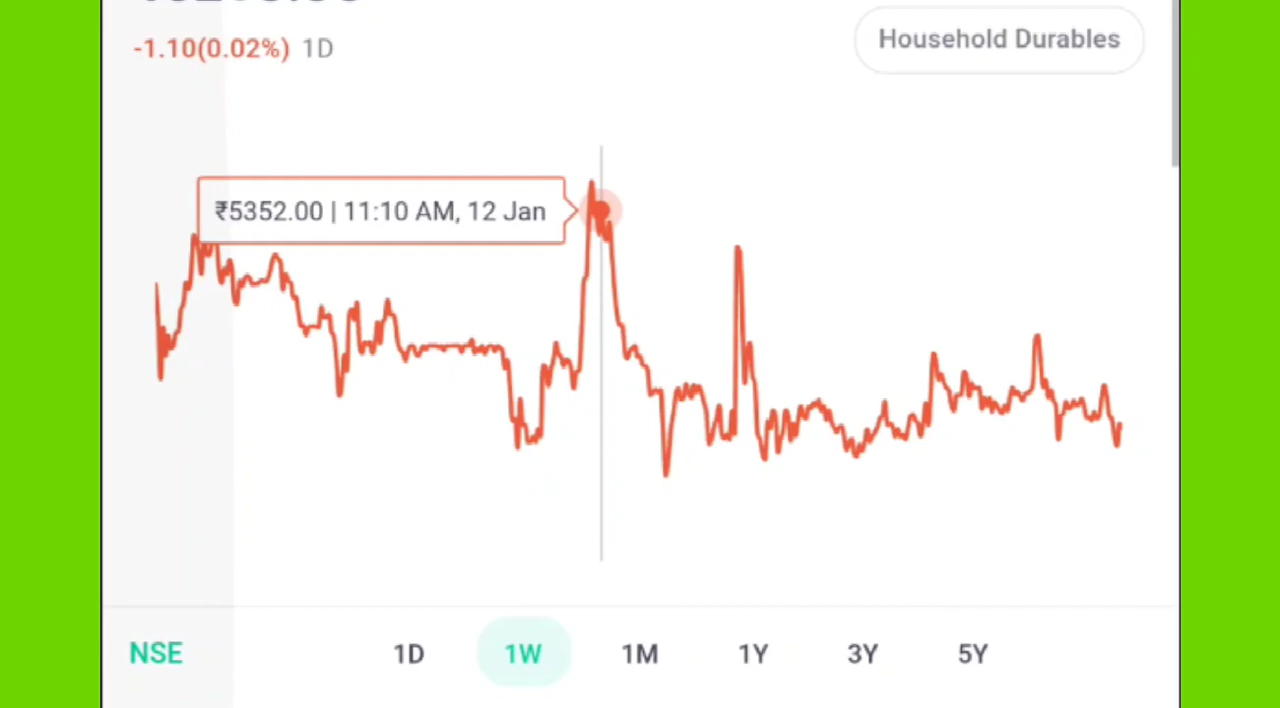 -1.10(0.02%) 1D
Household Durables
₹5352.00 | 11:10 AM, 12 Jan
NSE 1D 1W 1M 1Y 3Y 5Y